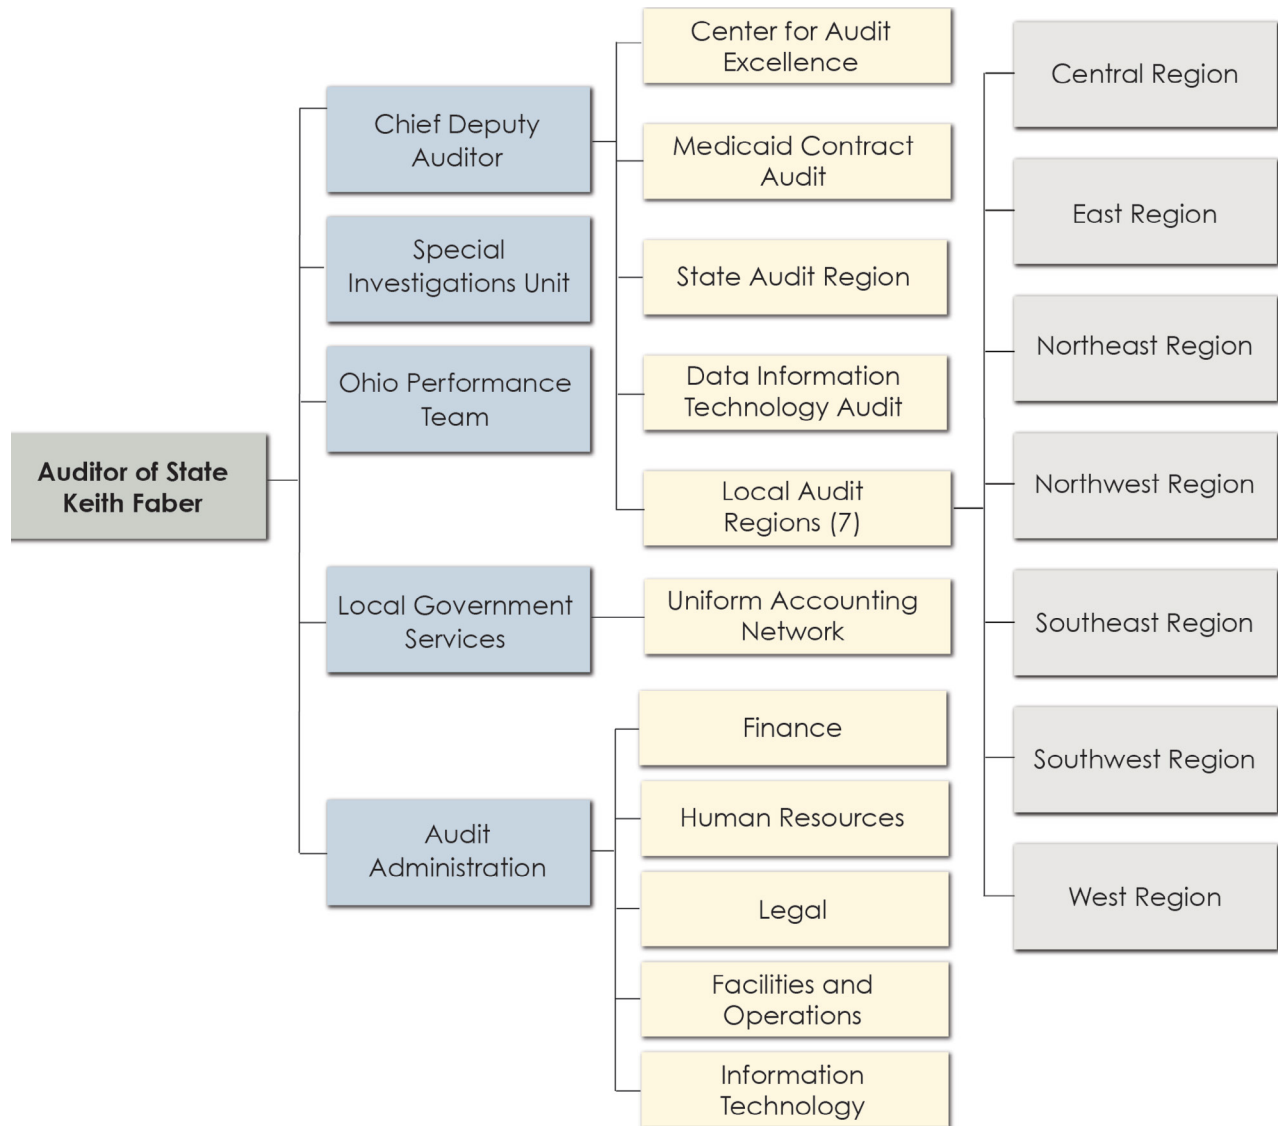 Auditor of State
Keith Faber
Chief Deputy
Auditor
Special
Investigations Unit
Ohio Performance
Team
Local Government
Services
Audit
Administration
Center for Audit
Excellence
Medicaid Contract
Audit
State Audit Region
Data Information
Technology Audit
Local Audit
Regions (7)
Uniform Accounting
Network
Finance
Human Resources
Legal
Facilities and
Operations
Information
Technology
Central Region
East Region
Northeast Region
Northwest Region
Southeast Region
Southwest Region
West Region